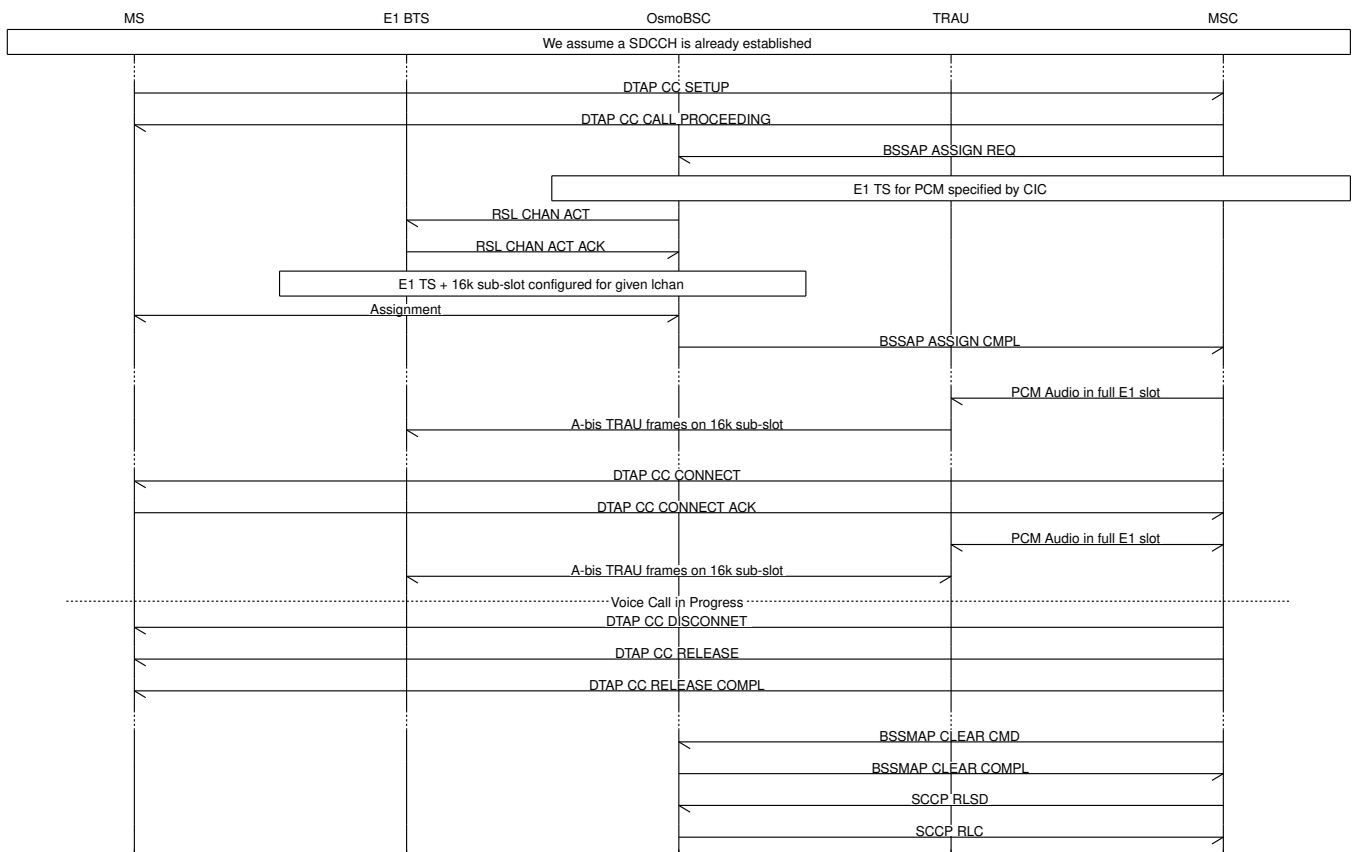 MS E1 BTS OsmoBSC TRAU MSC
We assume a SDCCH is already established
DTAP CC SETUP
DTAP CC CALL PROCEEDING
BSSAP ASSIGN REQ
E1 TS for PCM specified by CIC
RSL CHAN ACT
RSL CHAN ACT ACK
E1 TS + 16k sub-slot configured for given lchan
Assignment
BSSAP ASSIGN CMPL
PCM Audio in full E1 slot
A-bis TRAU frames on 16k sub-slot
DTAP CC CONNECT
DTAP CC CONNECT ACK
PCM Audio in full E1 slot
A-bis TRAU frames on 16k sub-slot
Voice Call in Progress
DTAP CC DISCONNET
DTAP CC RELEASE
DTAP CC RELEASE COMPL
BSSMAP CLEAR CMD
BSSMAP CLEAR COMPL
SCCP RLSD
SCCP RLC